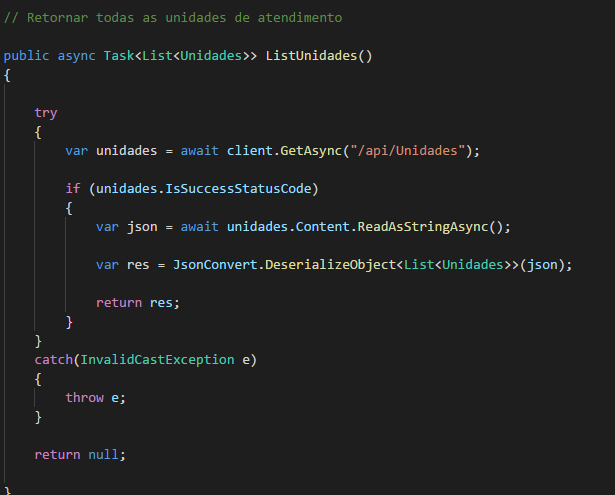 // Retornar todas as unidades de atendimento
public async Task<List<Unidades>> ListUnidades()
{
try
{
var unidades = await client.GetAsync("/api/Unidades");
if (unidades.IsSuccessStatusCode)
{
var json = await unidades.Content.ReadAsStringAsync();
var res = JsonConvert.DeserializeObject<List<Unidades>>(json);
return res;
}
}
catch(InvalidCastException e)
{
throw e;
}
return null;
}